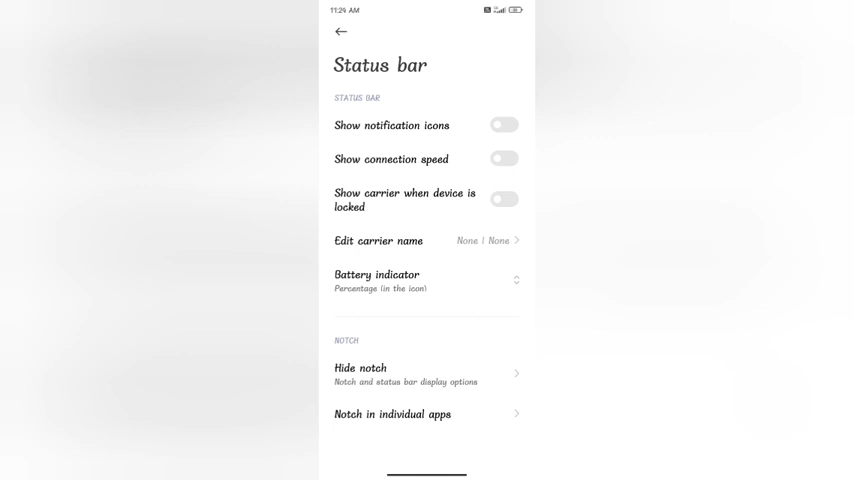 11:24 AM
Status bar
STATUS BAR
Show notification icons
Show connection speed
Show carrier when device is
locked
Edit carrier name None | None
Battery indicator
Percentage (in the icon)
NOTCH
Hide notch
Notch and status bar display options
Notch in individual apps